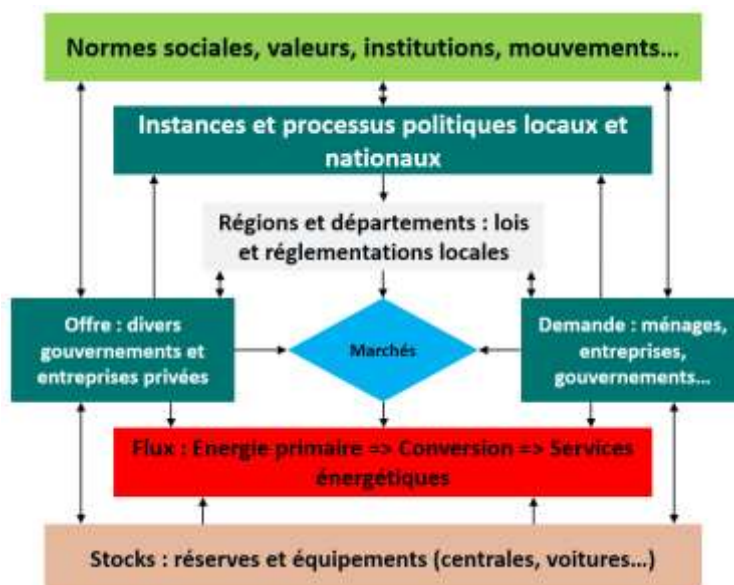 Normes sociales, valeurs, institutions, mouvements...
Instances et processus politiques locaux et
nationaux
Régions et départements : lois
et réglementations locales
Offre : divers
gouvernements et
entreprises privées
Marchés
Demande : ménages,
entreprises,
gouvernements...
Flux : Energie primaire => Conversion => Services
énergétiques
Stocks : réserves et équipements (centrales, voitures...)